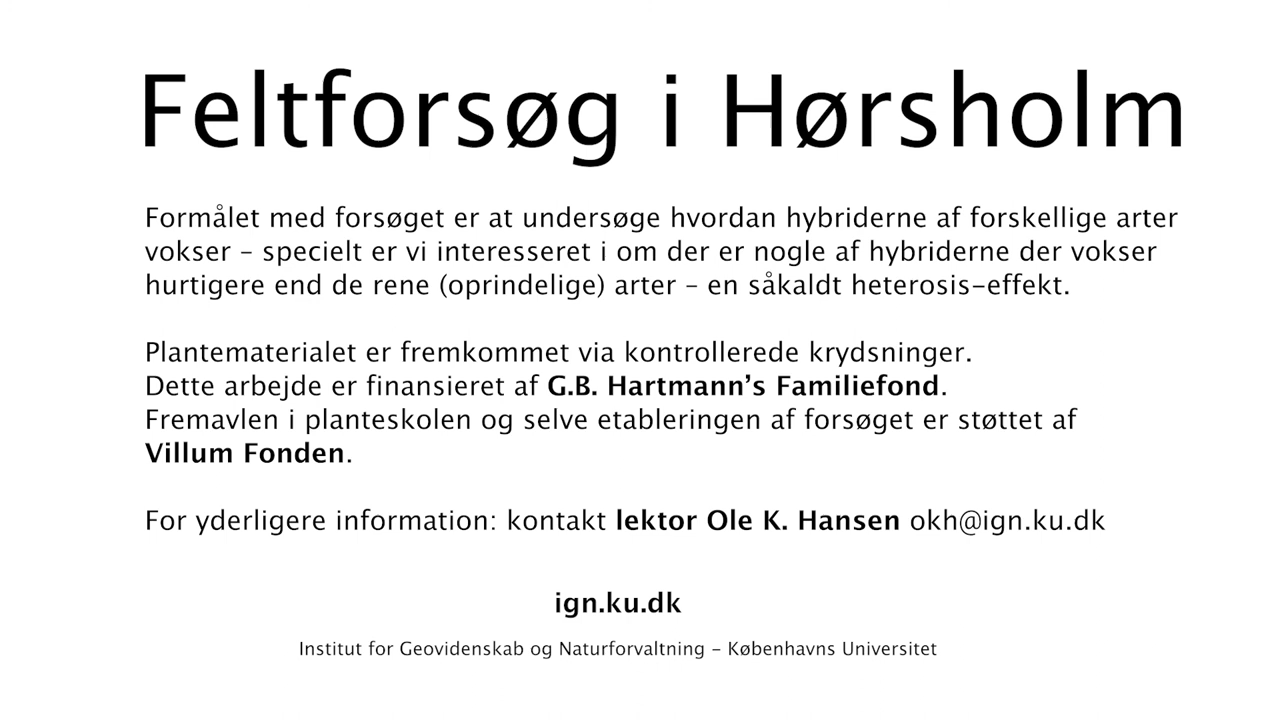 Feltforsøg i Hørsholm
Formålet med forsøget er at undersøge hvordan hybriderne af forskellige arter
vokser – specielt er vi interesseret i om der er nogle af hybriderne der vokser
hurtigere end de rene (oprindelige) arter – en såkaldt heterosis-effekt.
Plantematerialet er fremkommet via kontrollerede krydsninger.
Dette arbejde er finansieret af G.B. Hartmann’s Familiefond.
Fremavlen i planteskolen og selve etableringen af forsøget er støttet af
Villum Fonden.
For yderligere information: kontakt lektor Ole K. Hansen okh@ign.ku.dk
ign.ku.dk
Institut for Geovidenskab og Naturforvaltning – Københavns Universitet